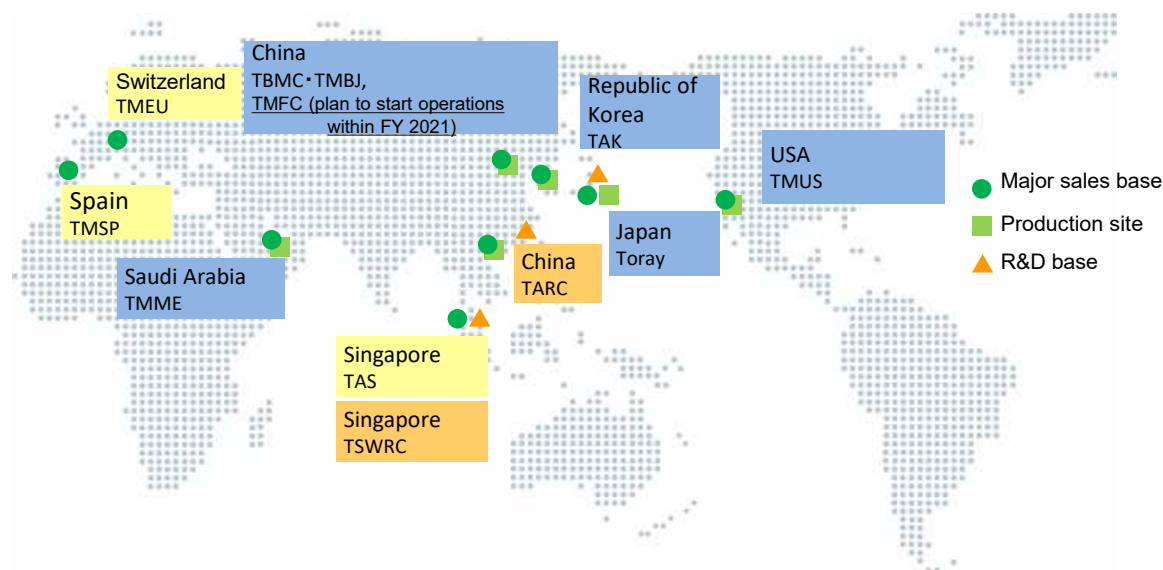 China
TBMC・TMBJ,
TMFC (plan to start operations
within FY 2021)
Switzerland
TMEU
Republic of
Korea
TAK
USA
TMUS
Major sales base
Production site
R&D base
Spain
TMSP
Japan
Toray
China
TARC
Saudi Arabia
TMME
Singapore
TAS
Singapore
TSWRC